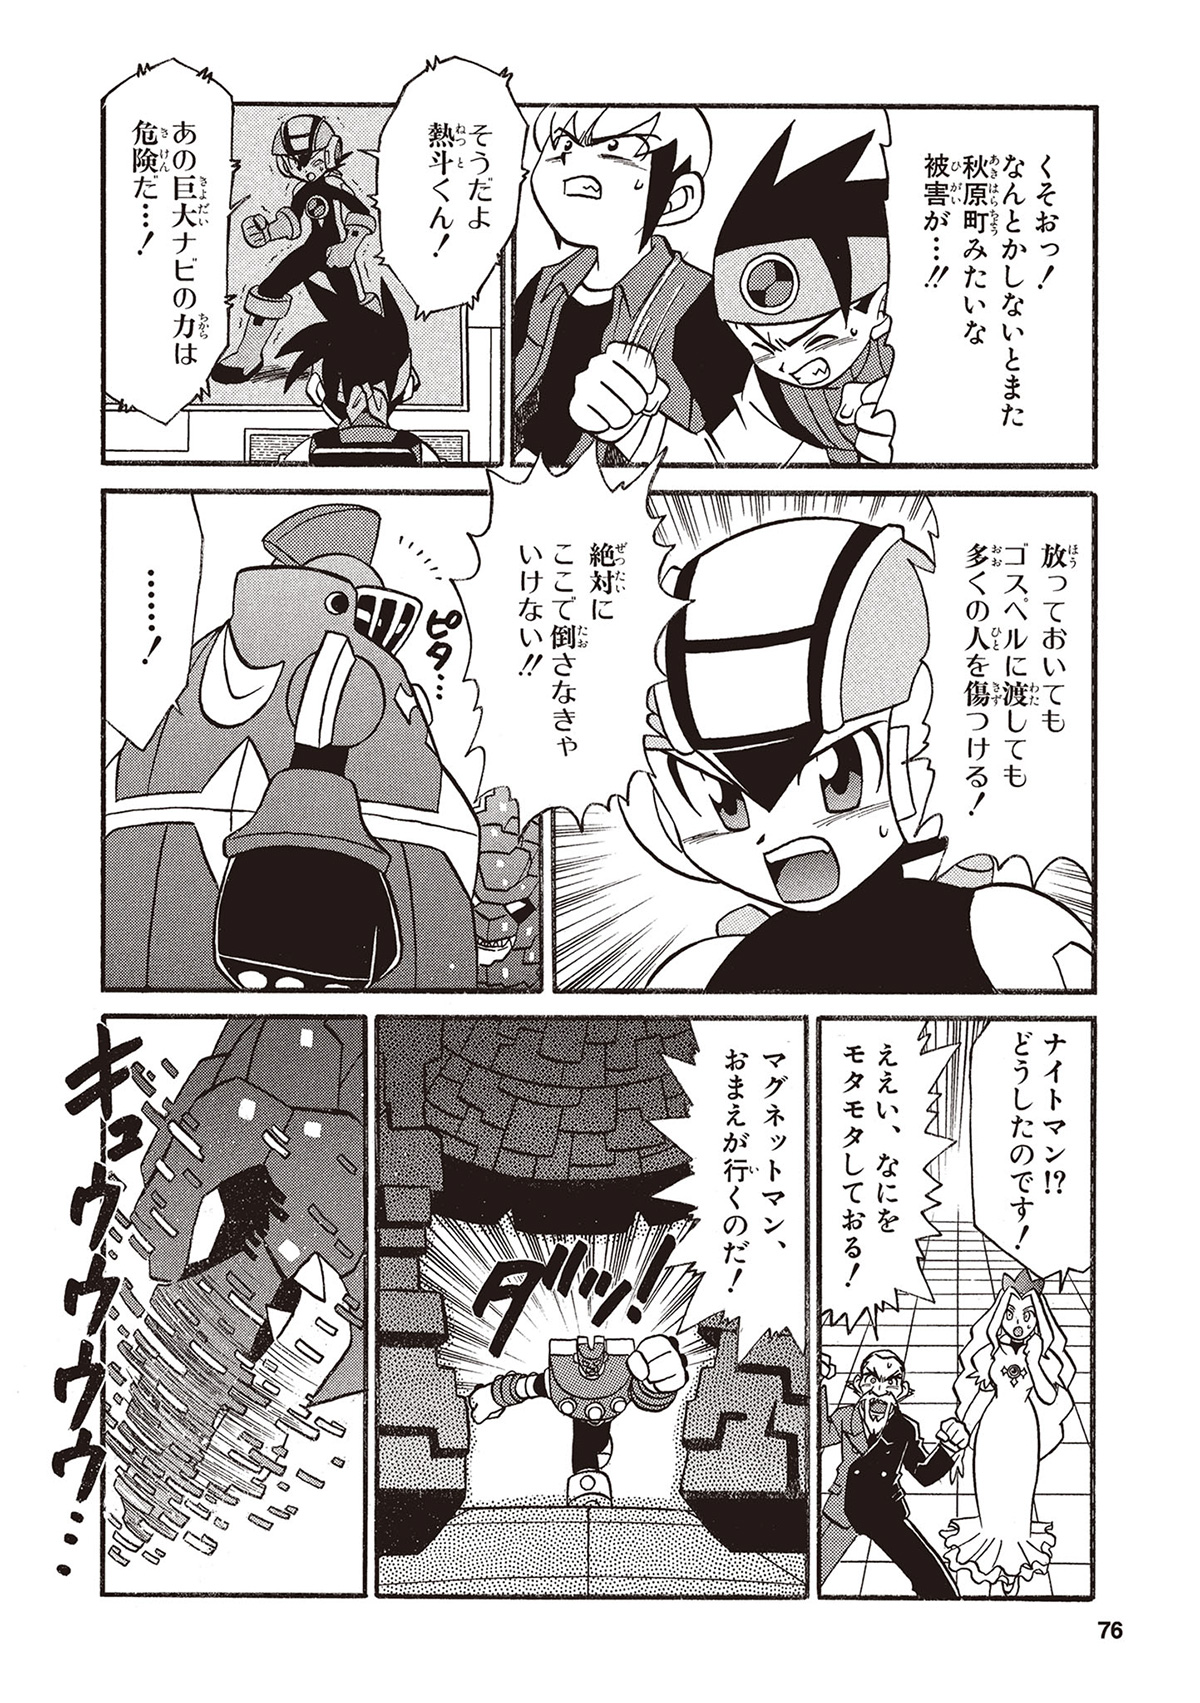 くそおっ！
なんとかしないとまた
秋原町みたいな
被害が…!!
そうだよ
熱斗くん！
あの巨大ナビの力は
危険だ…！
放っておいても
ゴスペルに渡しても
多くの人を傷つける！
絶対に
ここで倒さなきゃ
いけない!!
ピタ…
……！
ナイトマン!?
どうしたのです！
ええい、なにを
モタモタしておる！
マグネットマン、
おまえが行くのだ！
ダッ！
ギュウウウウ…
76